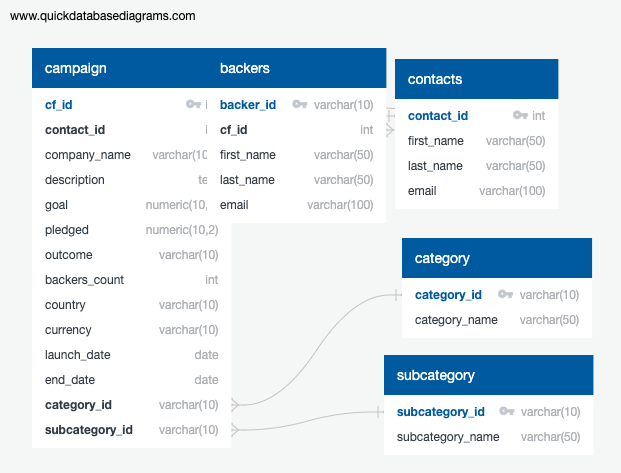 www.quickdatabasediagrams.com
campaign
cf_id i
contact_id i
company_name varchar(10
description te
goal numeric(10,
pledged numeric(10,2)
outcome varchar(10)
backers_count int
country varchar(10)
currency varchar(10)
launch_date date
end_date date
category_id varchar(10)
subcategory_id varchar(10)
backers
backer_id varchar(10)
cf_id int
first_name varchar(50)
last_name varchar(50)
email varchar(100)
contacts
contact_id int
first_name varchar(50)
last_name varchar(50)
email varchar(100)
category
category_id varchar(10)
category_name varchar(50)
subcategory
subcategory_id varchar(10)
subcategory_name varchar(50)